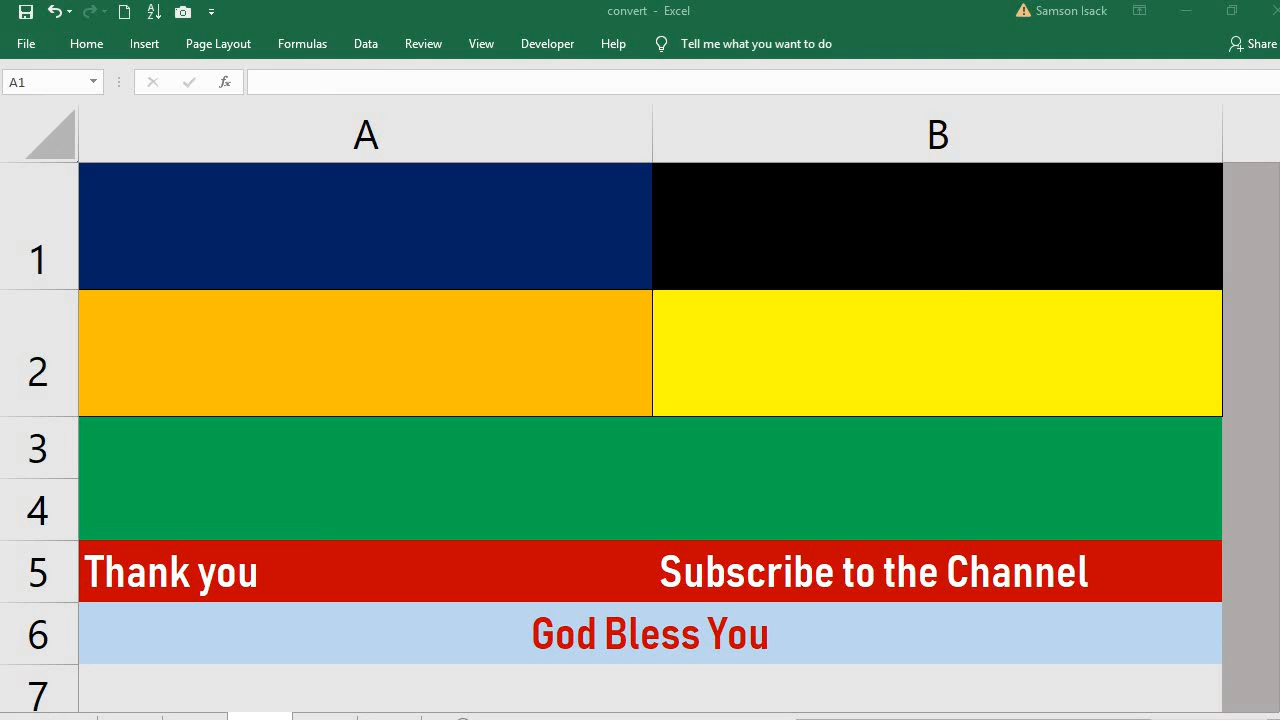 convert - Excel
Samson Isack
File Home Insert Page Layout Formulas Data Review View Developer Help Tell me what you want to do Share
A1 fx
A B
1
2
3
4
5 Thank you Subscribe to the Channel
6 God Bless You
7